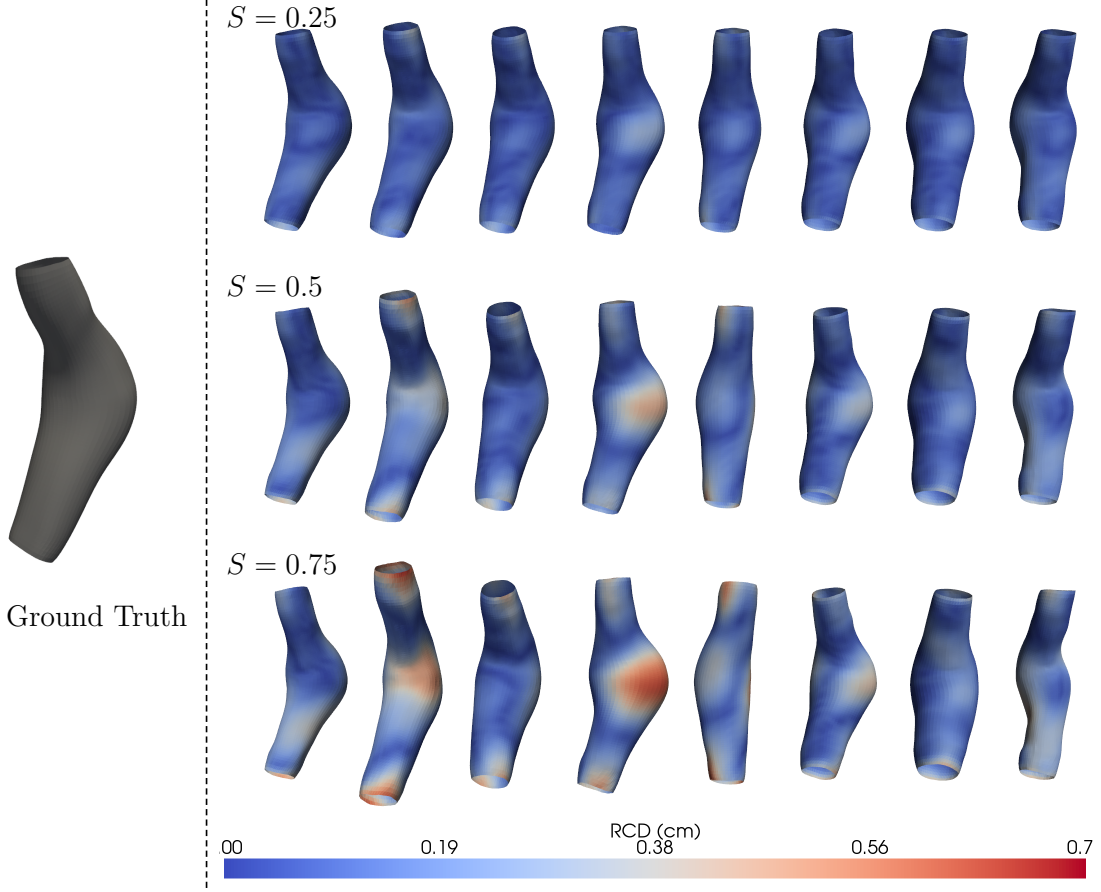 S = 0.25
S = 0.5
S = 0.75
Ground Truth
RCD (cm)
.00 0.19 0.38 0.56 0.7